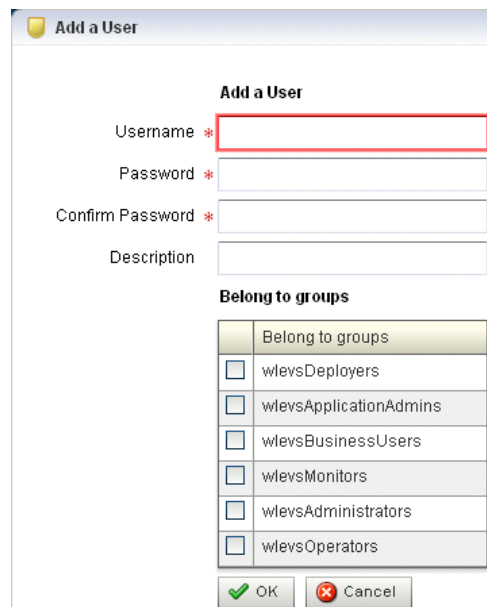 Add a User
Add a User
Username *
Password *
Confirm Password *
Description
Belong to groups
Belong to groups
wlevsDeployers
wlevsApplicationAdmins
wlevsBusinessUsers
wlevsMonitors
wlevsAdministrators
wlevsOperators
OK Cancel